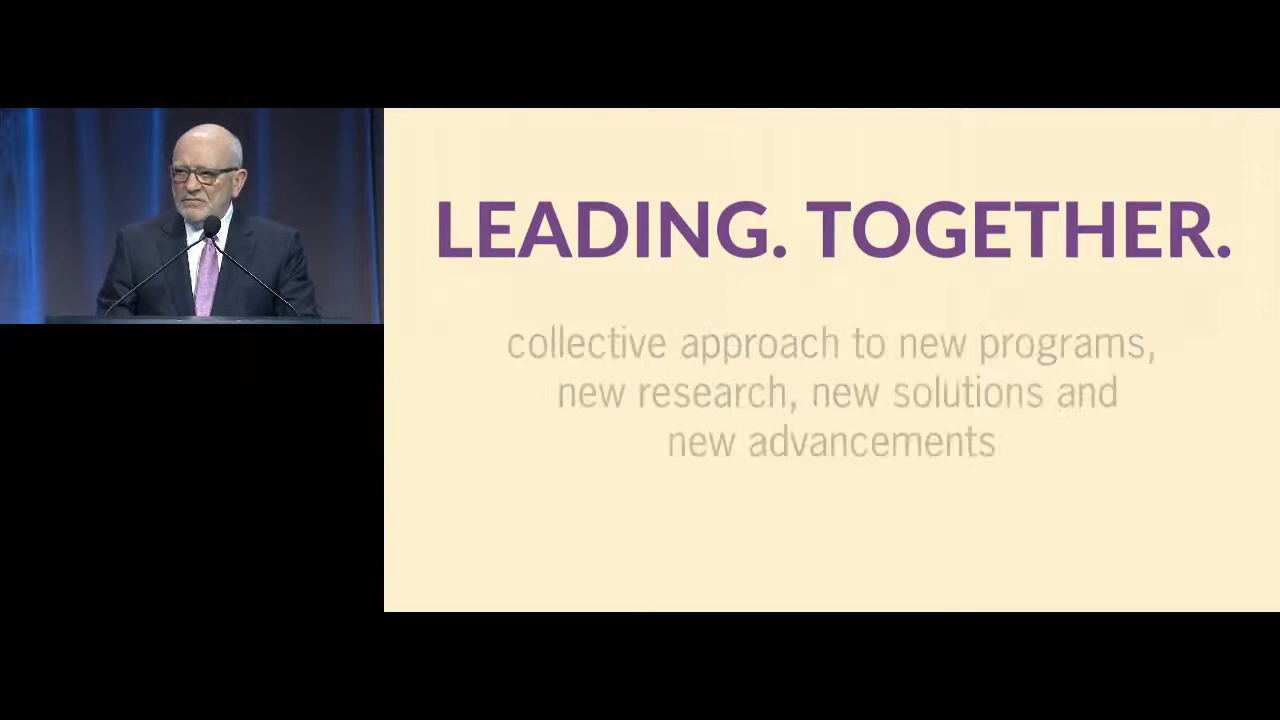 LEADING. TOGETHER.
collective approach to new programs,
new research, new solutions and
new advancements